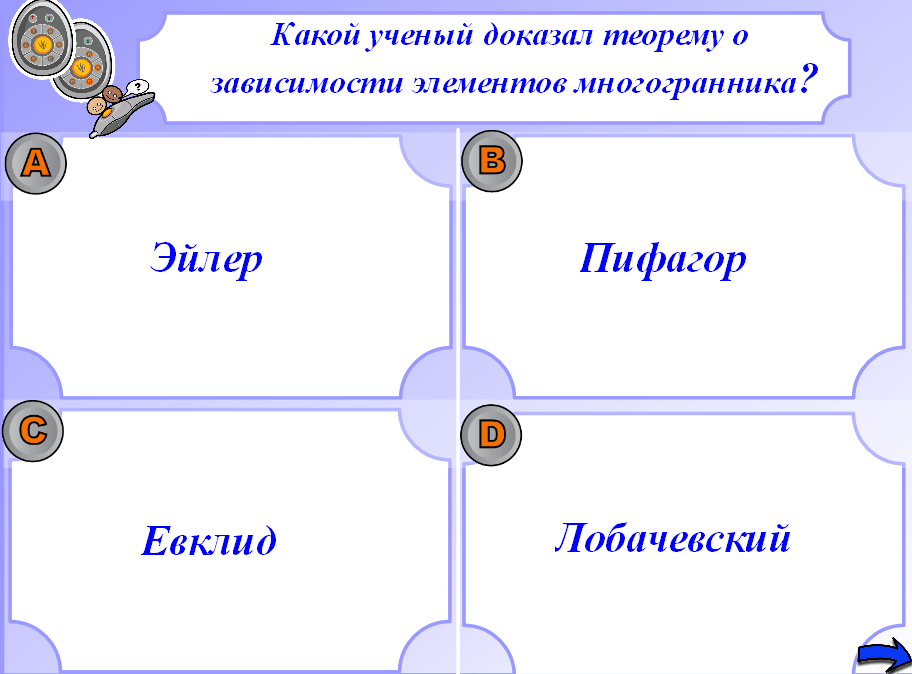 Какой ученый доказал теорему о
зависимости элементов многогранника?
?
A
B
Эйлер
Пифагор
C
D
Евклид
Лобачевский